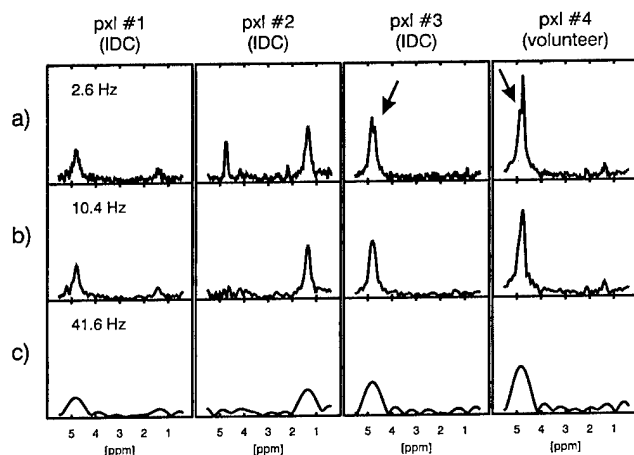 pxl #1 pxl #2 pxl #3 pxl #4
(IDC) (IDC) (IDC) (volunteer)
a) 2.6 Hz
b) 10.4 Hz
c) 41.6 Hz
5 4 3 2 1 5 4 3 2 1 5 4 3 2 1 5 4 3 2 1
[ppm] [ppm] [ppm] [ppm]